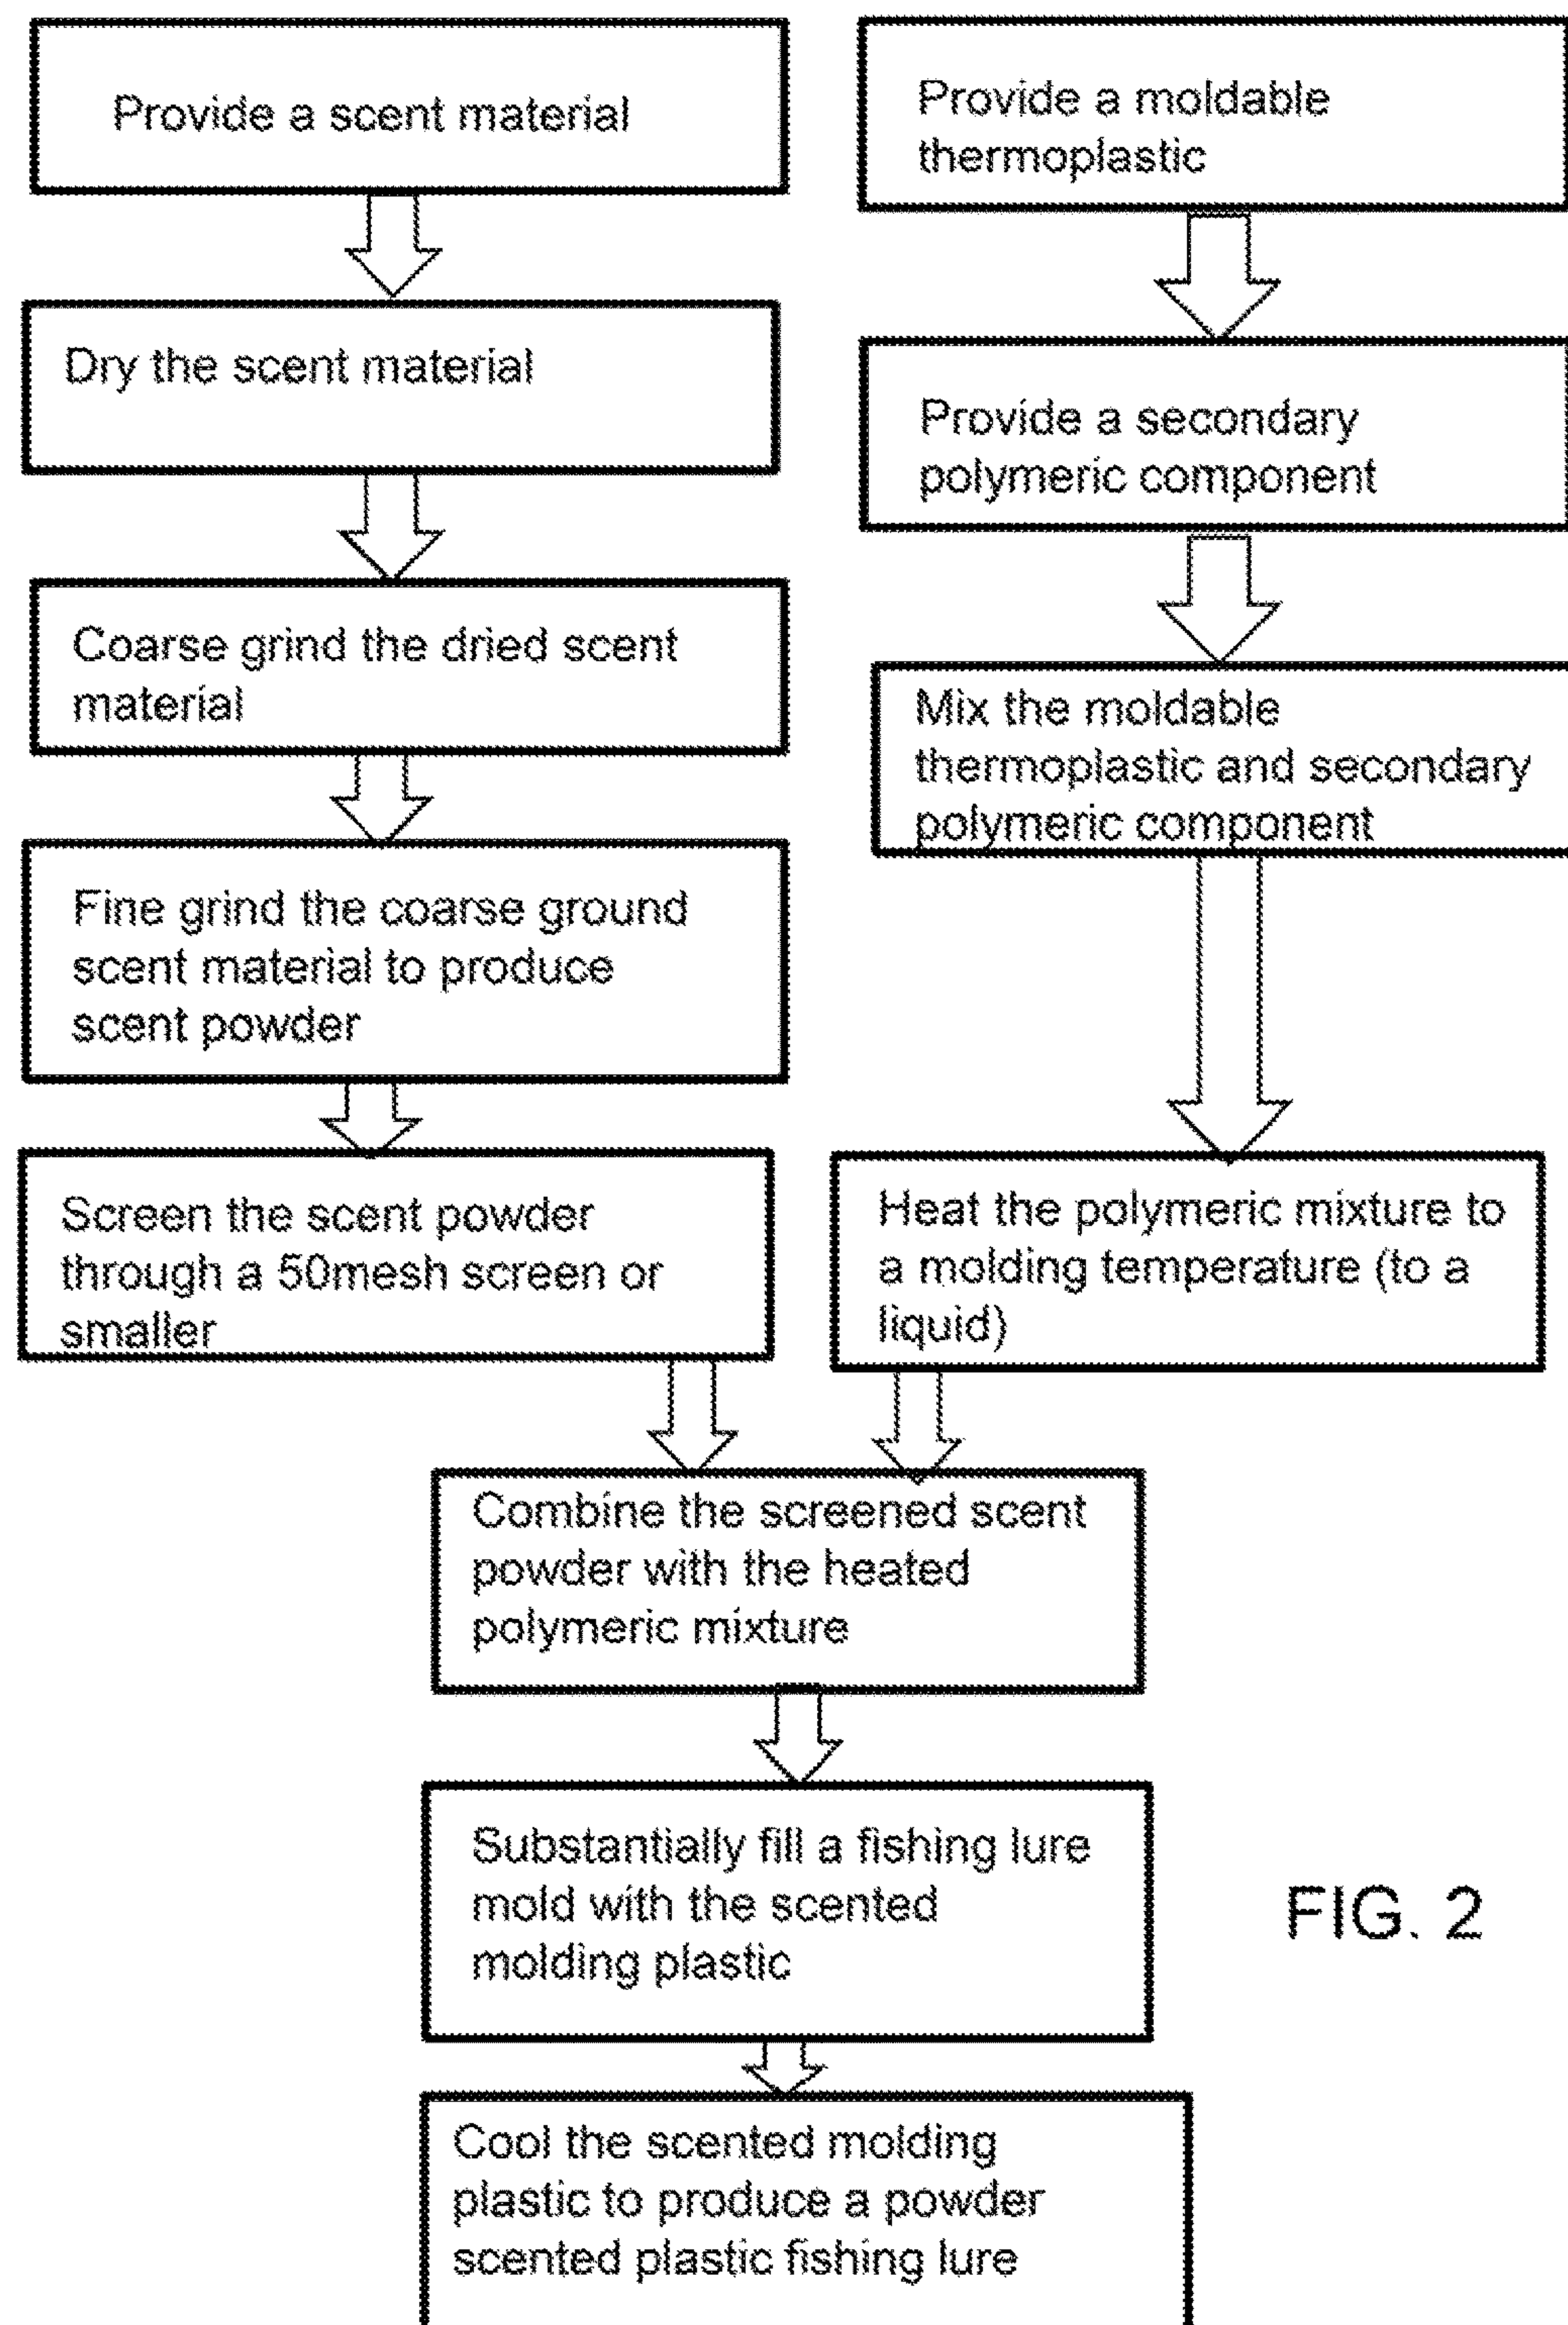 Provide a scent material
Dry the scent material
Coarse grind the dried scent
material
Fine grind the coarse ground
scent material to produce
scent powder
Screen the scent powder
through a 50mesh screen or
smaller
Provide a moldable
thermoplastic
Provide a secondary
polymeric component
Mix the moldable
thermoplastic and secondary
polymeric component
Heat the polymeric mixture to
a molding temperature (to a
liquid)
Combine the screened scent
powder with the heated
polymeric mixture
Substantially fill a fishing lure
mold with the scented
molding plastic
Cool the scented molding
plastic to produce a powder
scented plastic fishing lure
FIG. 2